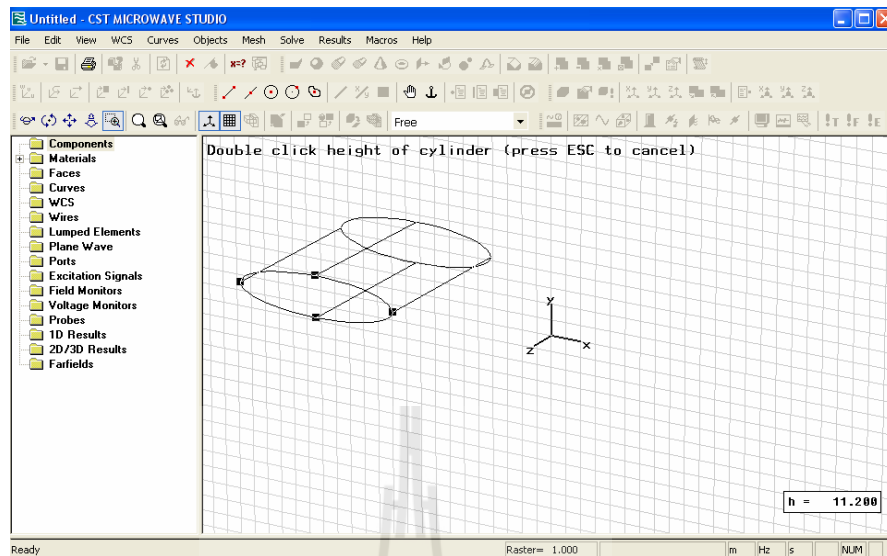 Untitled - CST MICROWAVE STUDIO
File Edit View WCS Curves Objects Mesh Solve Results Macros Help
x=?
Free
!T !F !E
Components
Materials
Faces
Curves
WCS
Wires
Lumped Elements
Plane Wave
Ports
Excitation Signals
Field Monitors
Voltage Monitors
Probes
1D Results
2D/3D Results
Farfields
Double click height of cylinder (press ESC to cancel)
y
z x
h = 11.200
Ready Raster= 1.000 m Hz s NUM